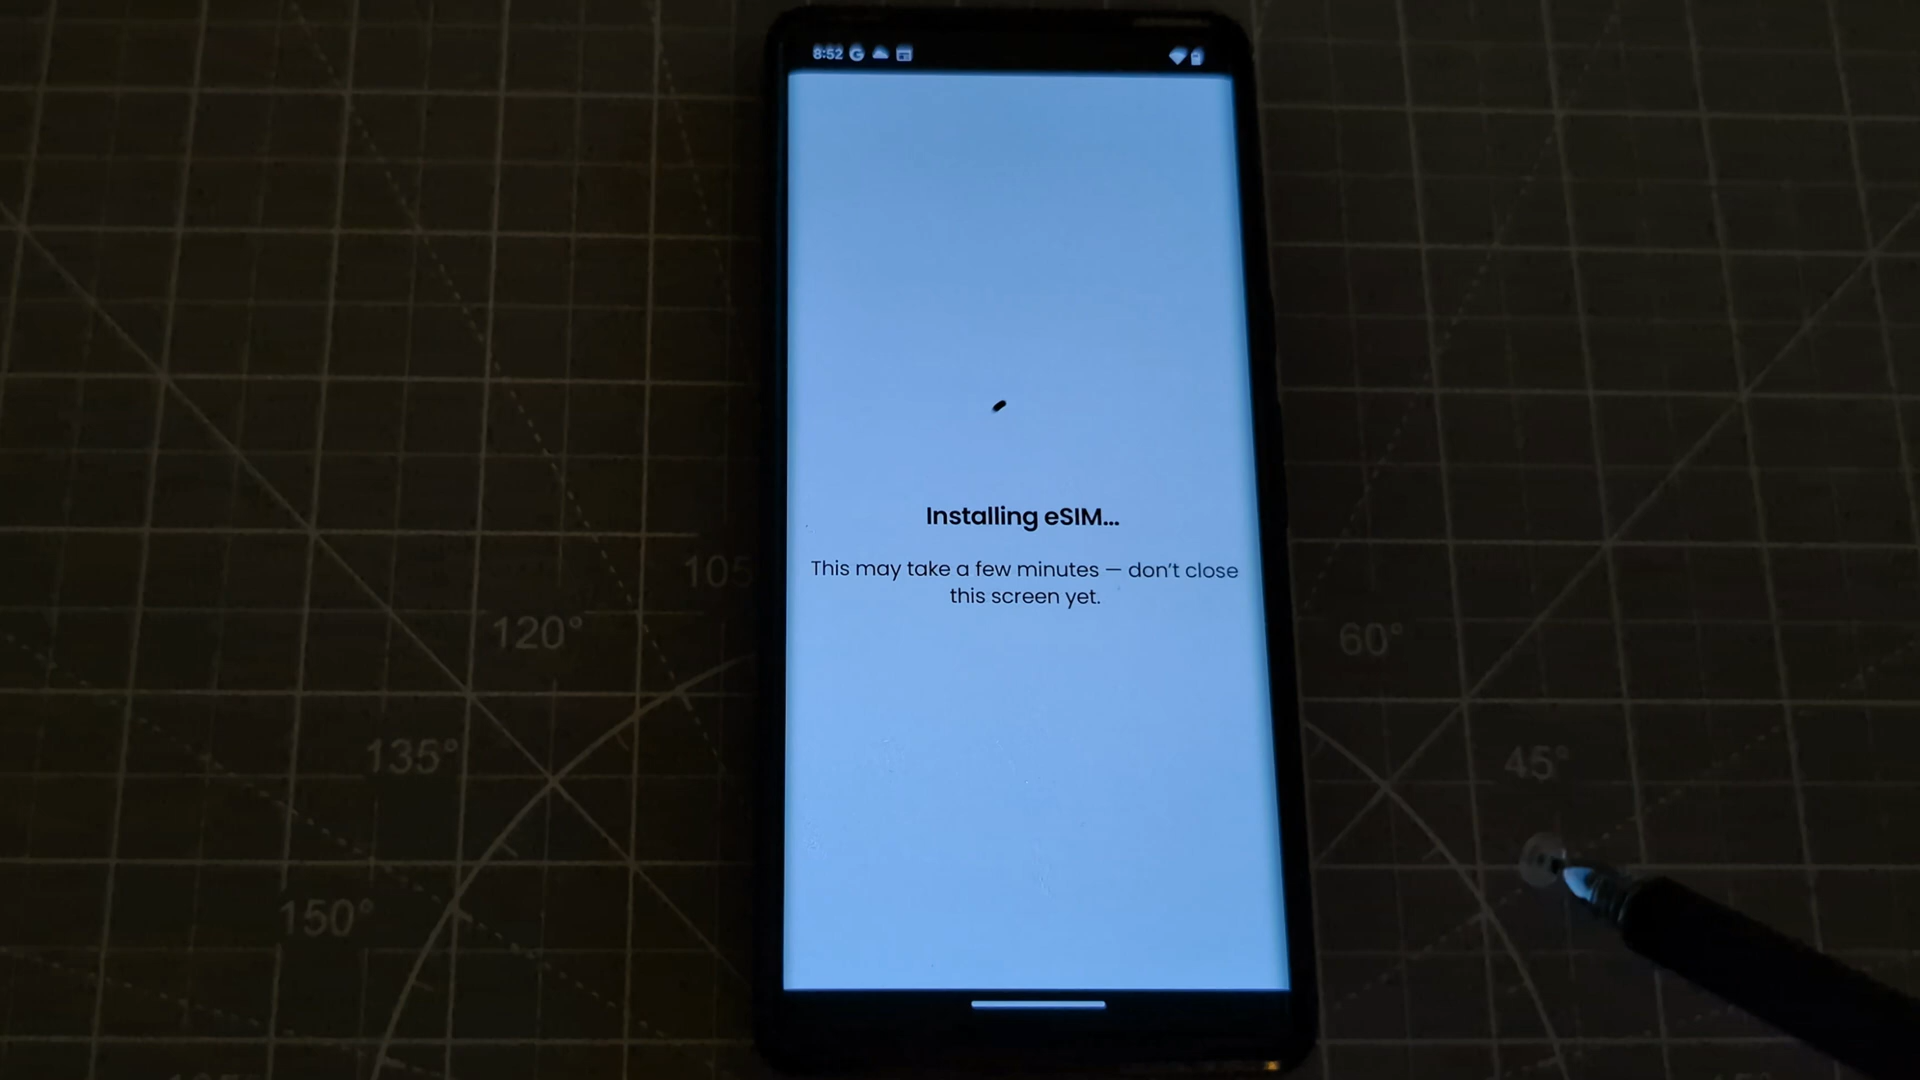 8:52
Installing eSIM...
This may take a few minutes — don't close
this screen yet.
105
120°
60°
135°
45°
150°